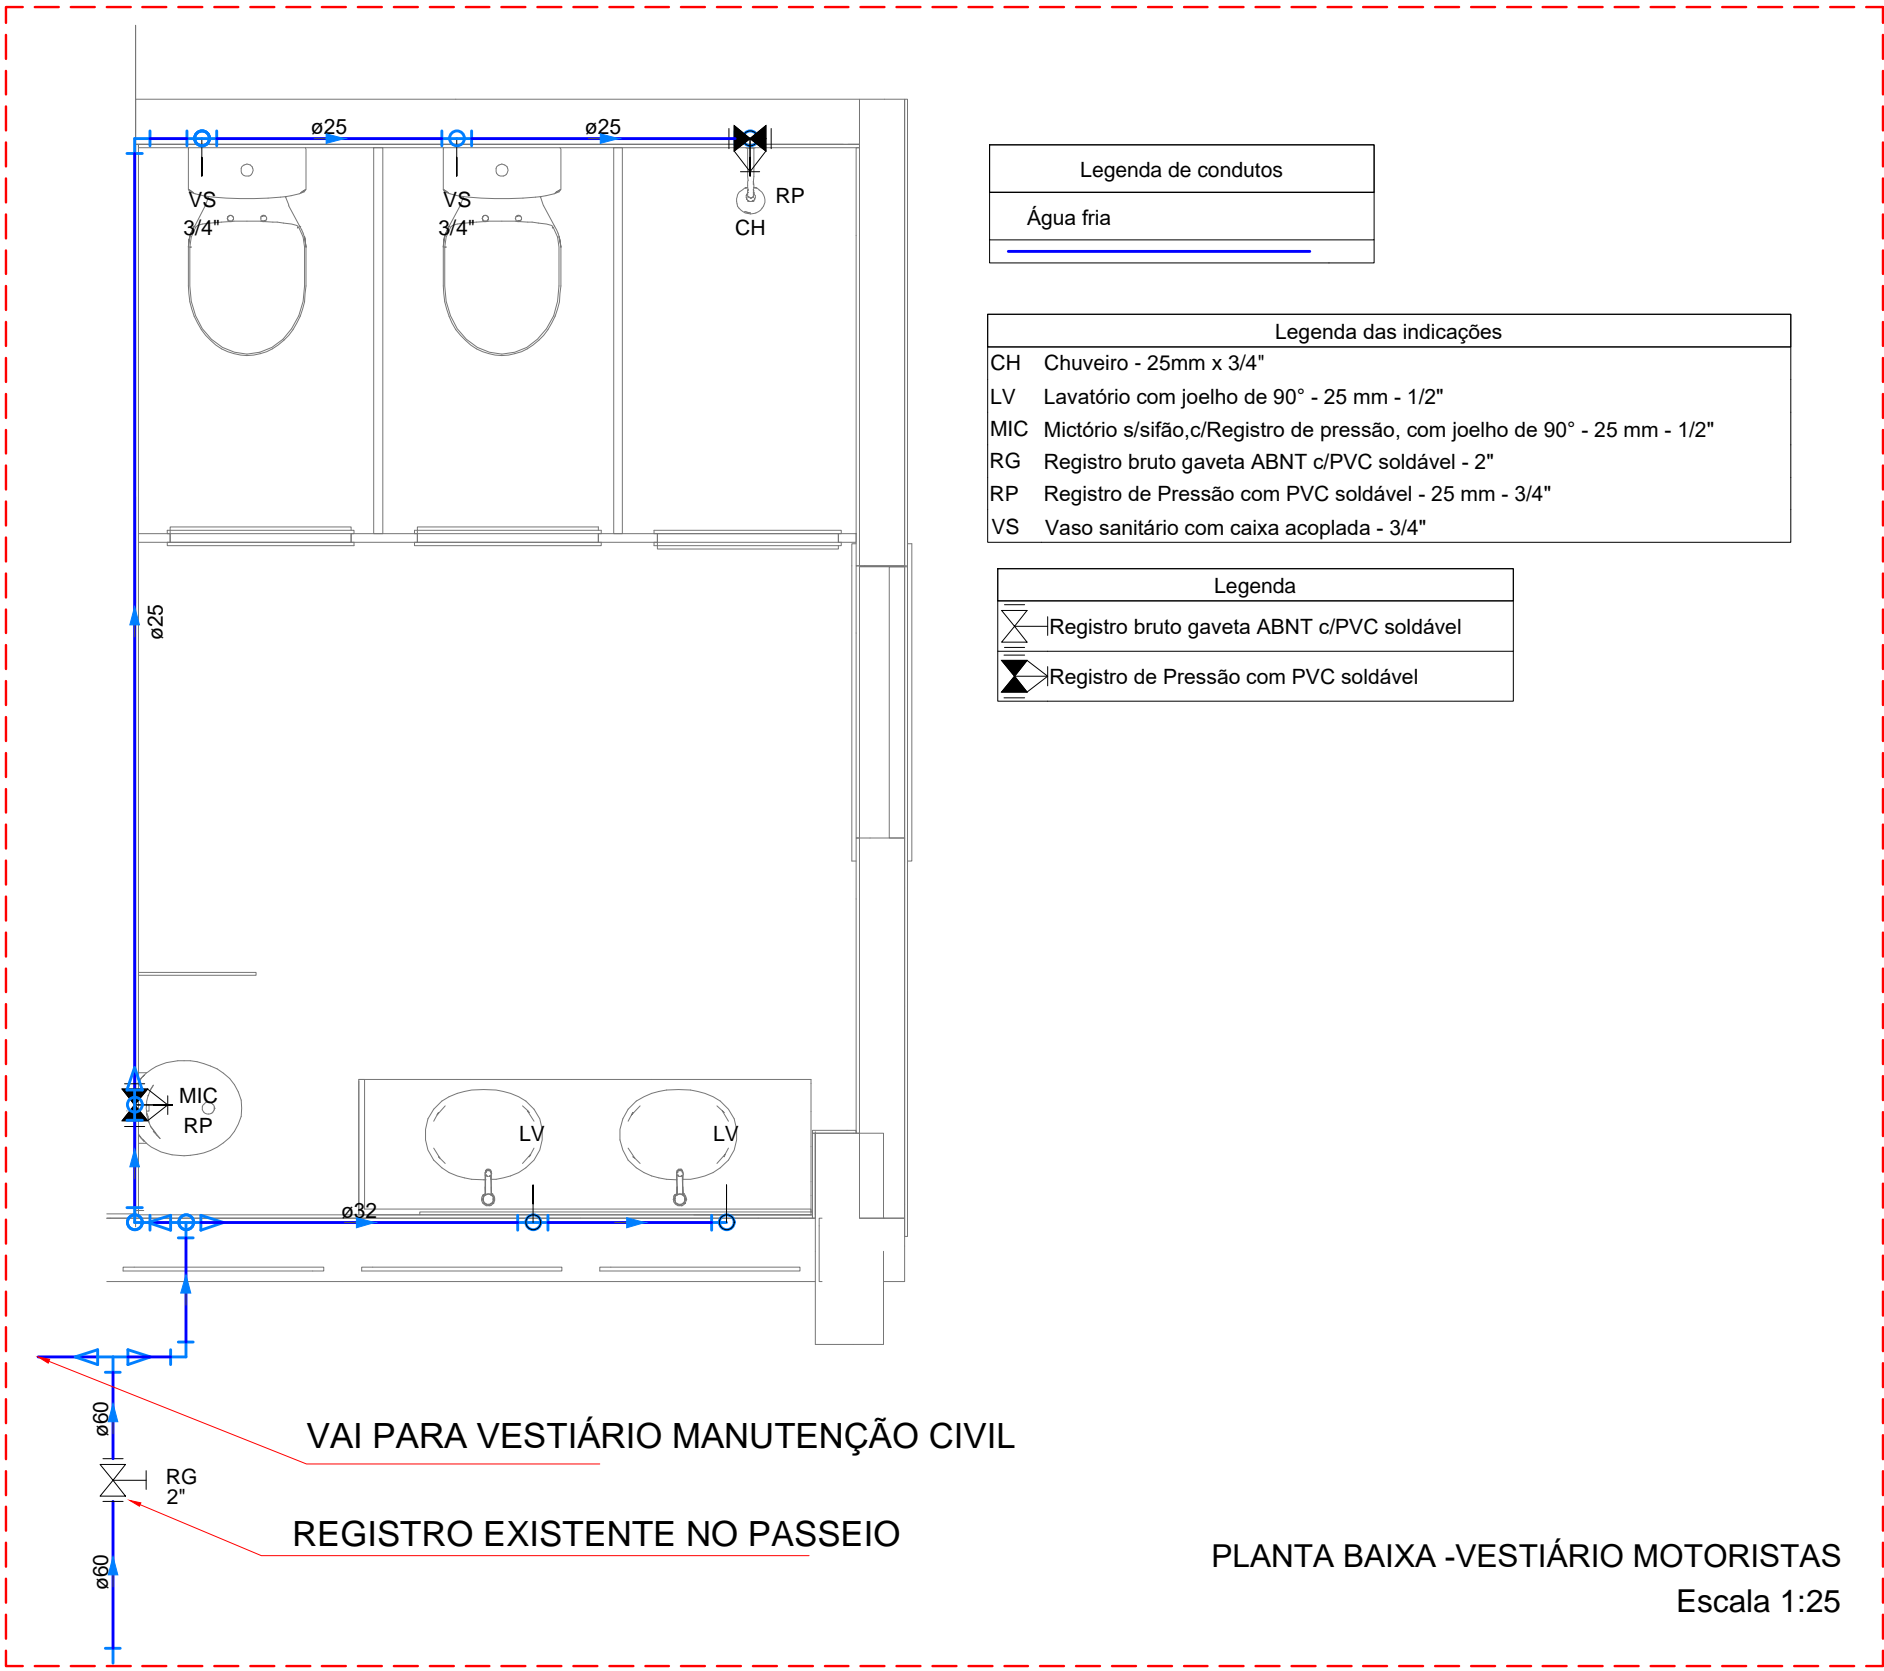 ø25
ø25
VS
3/4"
VS
3/4"
RP
CH
ø25
MIC
RP
LV
LV
ø32
ø60
RG
2"
ø60
VAI PARA VESTIÁRIO MANUTENÇÃO CIVIL
REGISTRO EXISTENTE NO PASSEIO
Legenda de condutos
Água fria
Legenda das indicações
CH Chuveiro - 25mm x 3/4"
LV Lavatório com joelho de 90° - 25 mm - 1/2"
MIC Mictório s/sifão,c/Registro de pressão, com joelho de 90° - 25 mm - 1/2"
RG Registro bruto gaveta ABNT c/PVC soldável - 2"
RP Registro de Pressão com PVC soldável - 25 mm - 3/4"
VS Vaso sanitário com caixa acoplada - 3/4"
Legenda
Registro bruto gaveta ABNT c/PVC soldável
Registro de Pressão com PVC soldável
PLANTA BAIXA -VESTIÁRIO MOTORISTAS
Escala 1:25